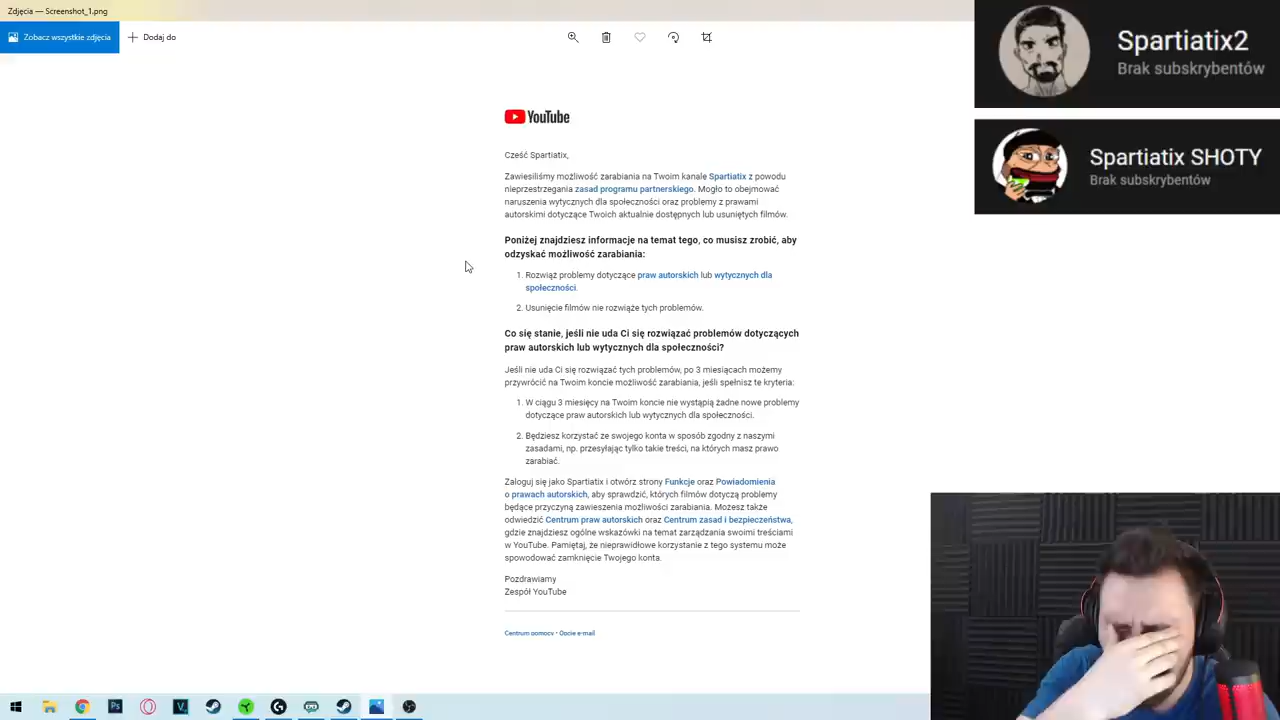 Zdjęcia — Screenshot_1.png
Zobacz wszystkie zdjęcia
Dodaj do
Spartiatix2
Brak subskrybentów
Spartiatix SHOTY
Brak subskrybentów
YouTube
Cześć Spartiatix,
Zawiesiliśmy możliwość zarabiania na Twoim kanale Spartiatix z powodu
nieprzestrzegania zasad programu partnerskiego. Mogło to obejmować
naruszenia wytycznych dla społeczności oraz problemy z prawami
autorskimi dotyczące Twoich aktualnie dostępnych lub usuniętych filmów.
Poniżej znajdziesz informacje na temat tego, co musisz zrobić, aby
odzyskać możliwość zarabiania:
1. Rozwiąż problemy dotyczące praw autorskich lub wytycznych dla
społeczności.
2. Usunięcie filmów nie rozwiąże tych problemów.
Co się stanie, jeśli nie uda Ci się rozwiązać problemów dotyczących
praw autorskich lub wytycznych dla społeczności?
Jeśli nie uda Ci się rozwiązać tych problemów, po 3 miesiącach możemy
przywrócić na Twoim koncie możliwość zarabiania, jeśli spełnisz te kryteria:
1. W ciągu 3 miesięcy na Twoim koncie nie wystąpią żadne nowe problemy
dotyczące praw autorskich lub wytycznych dla społeczności.
2. Będziesz korzystać ze swojego konta w sposób zgodny z naszymi
zasadami, np. przesyłając tylko takie treści, na których masz prawo
zarabiać.
Zaloguj się jako Spartiatix i otwórz strony Funkcje oraz Powiadomienia
o prawach autorskich, aby sprawdzić, których filmów dotyczą problemy
będące przyczyną zawieszenia możliwości zarabiania. Możesz także
odwiedzić Centrum praw autorskich oraz Centrum zasad i bezpieczeństwa,
gdzie znajdziesz ogólne wskazówki na temat zarządzania swoimi treściami
w YouTube. Pamiętaj, że nieprawidłowe korzystanie z tego systemu może
spowodować zamknięcie Twojego konta.
Pozdrawiamy
Zespół YouTube
Centrum pomocy • Opcje e-mail